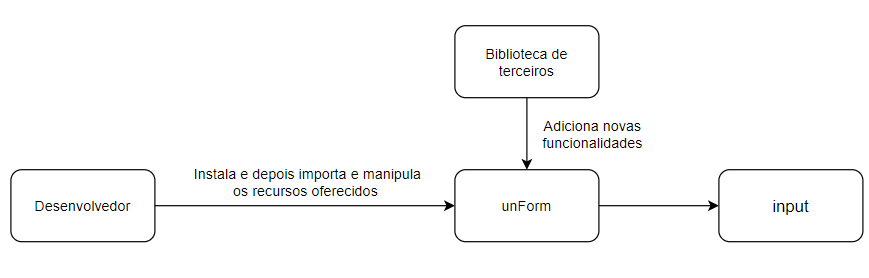 Biblioteca de
terceiros
Adiciona novas
funcionalidades
Instala e depois importa e manipula
os recursos oferecidos
Desenvolvedor
unForm
input